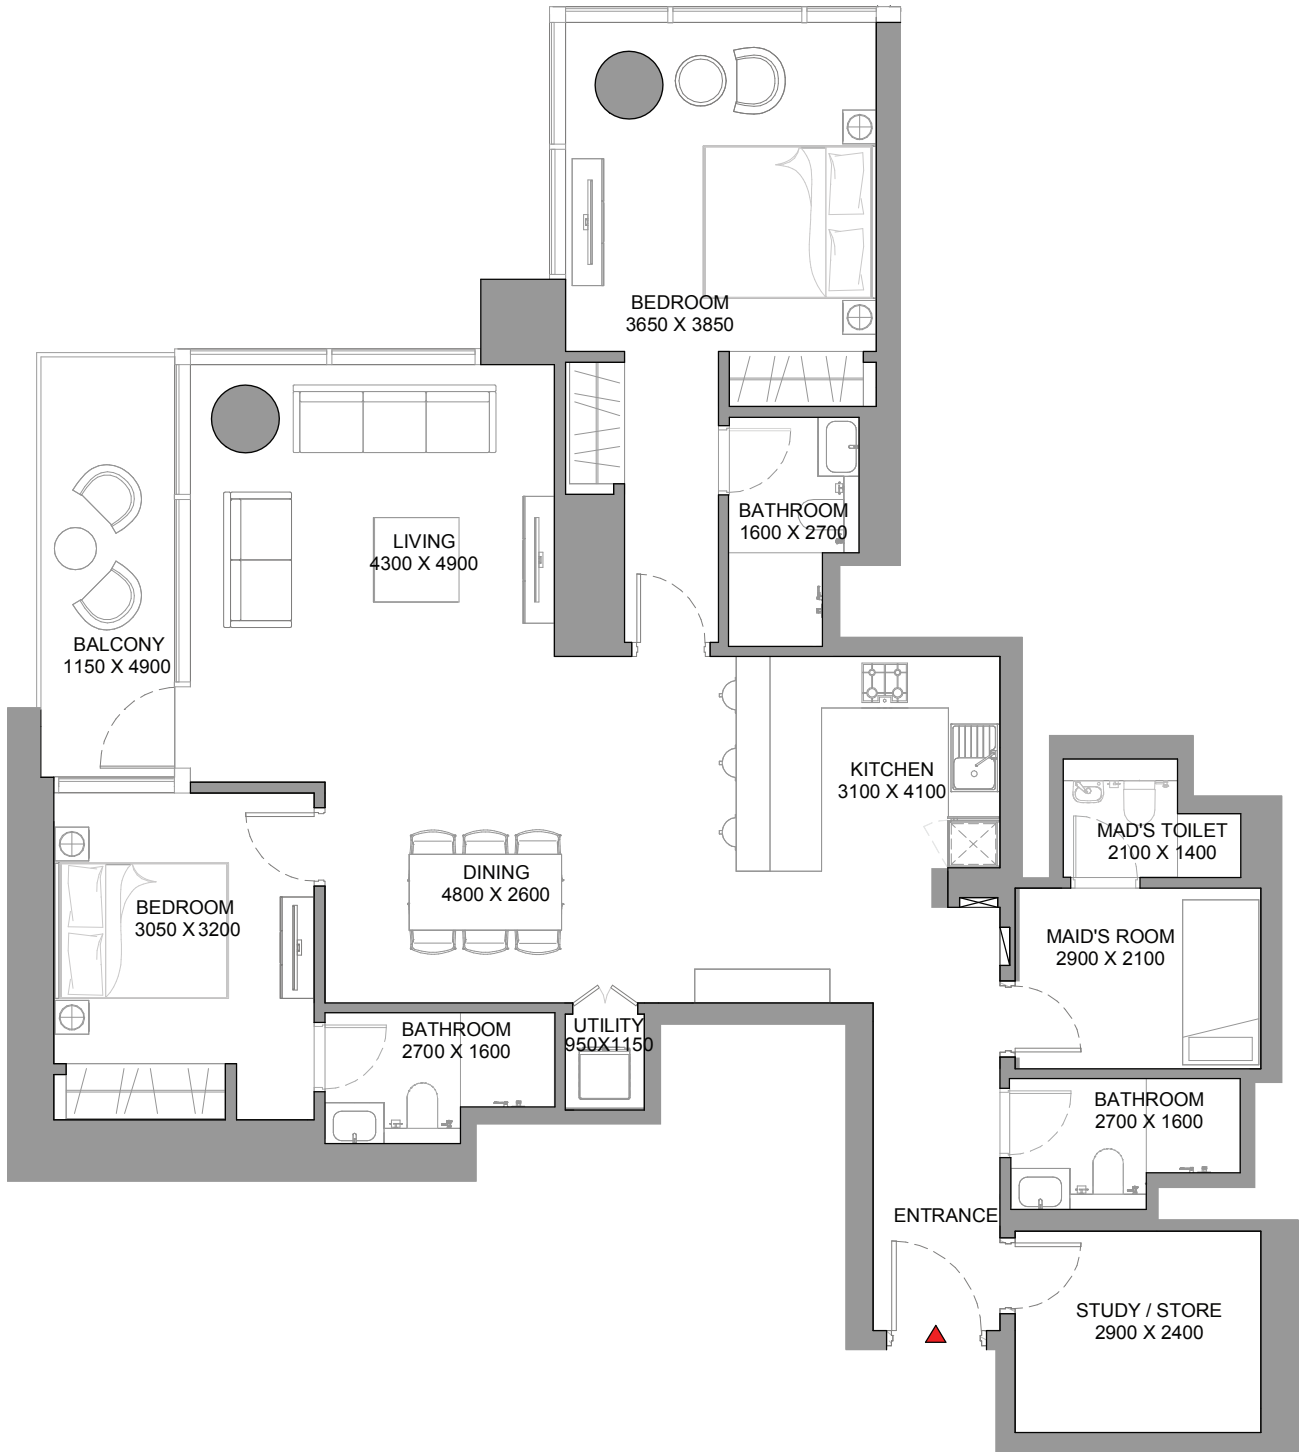 BEDROOM
3650 X 3850
BATHROOM
1600 X 2700
LIVING
4300 X 4900
BALCONY
1150 X 4900
KITCHEN
3100 X 4100
MAD'S TOILET
2100 X 1400
DINING
4800 X 2600
BEDROOM
3050 X 3200
MAID'S ROOM
2900 X 2100
BATHROOM
2700 X 1600
UTILITY
950X1150
BATHROOM
2700 X 1600
ENTRANCE
STUDY / STORE
2900 X 2400